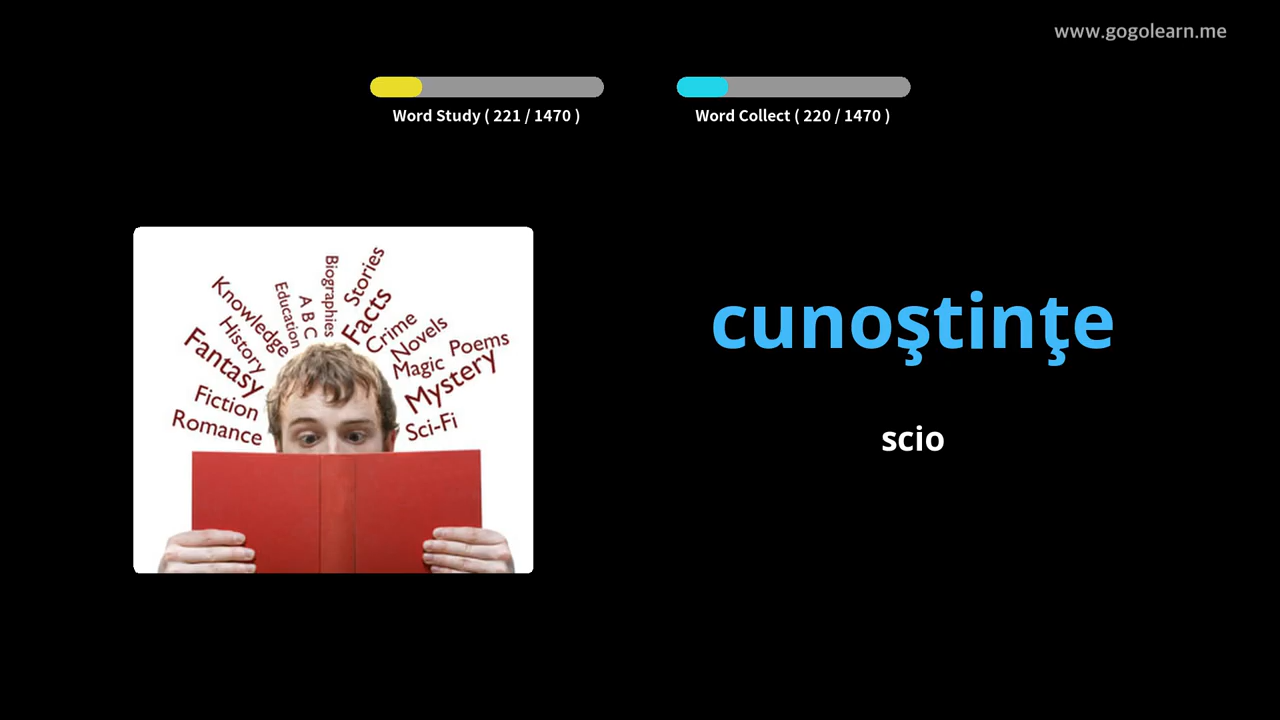 www.gogolearn.me
Word Study ( 221 / 1470 )
Word Collect ( 220 / 1470 )
Romance
Fiction
Fantasy
History
Knowledge
Education
A B C
Biographies
Stories
Facts
Crime
Novels
Magic
Poems
Mystery
Sci-Fi
cunoştinţe
scio